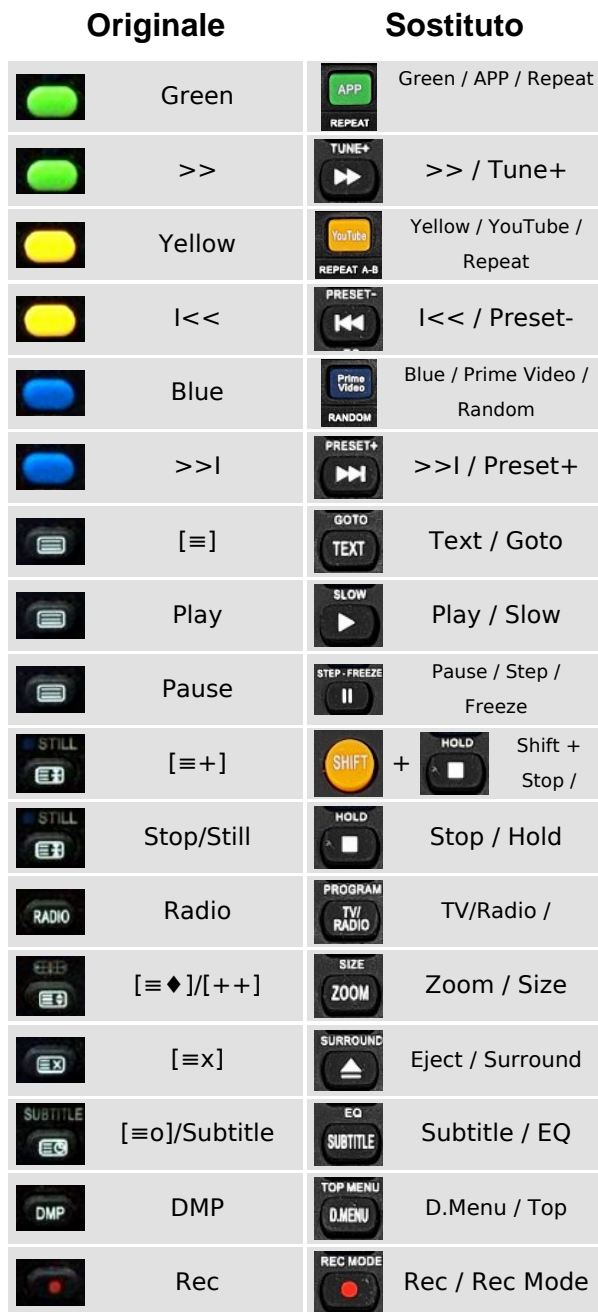 Originale Sostituto
Green APP REPEAT Green / APP / Repeat
>> TUNE+ >> / Tune+
Yellow YouTube REPEAT A-B Yellow / YouTube /
Repeat
I<< PRESET- I<< / Preset-
Blue Prime Video RANDOM Blue / Prime Video /
Random
>>I PRESET+ >>I / Preset+
[≡] GOTO TEXT Text / Goto
Play SLOW Play / Slow
Pause STEP-FREEZE Pause / Step /
Freeze
STILL [≡+] SHIFT + HOLD Shift +
Stop /
STILL Stop/Still HOLD Stop / Hold
RADIO Radio PROGRAM TV/RADIO TV/Radio /
[≡♦]/[++] SIZE ZOOM Zoom / Size
[≡x] SURROUND Eject / Surround
SUBTITLE [≡o]/Subtitle EQ SUBTITLE Subtitle / EQ
DMP DMP TOP MENU D.MENU D.Menu / Top
Rec REC MODE Rec / Rec Mode